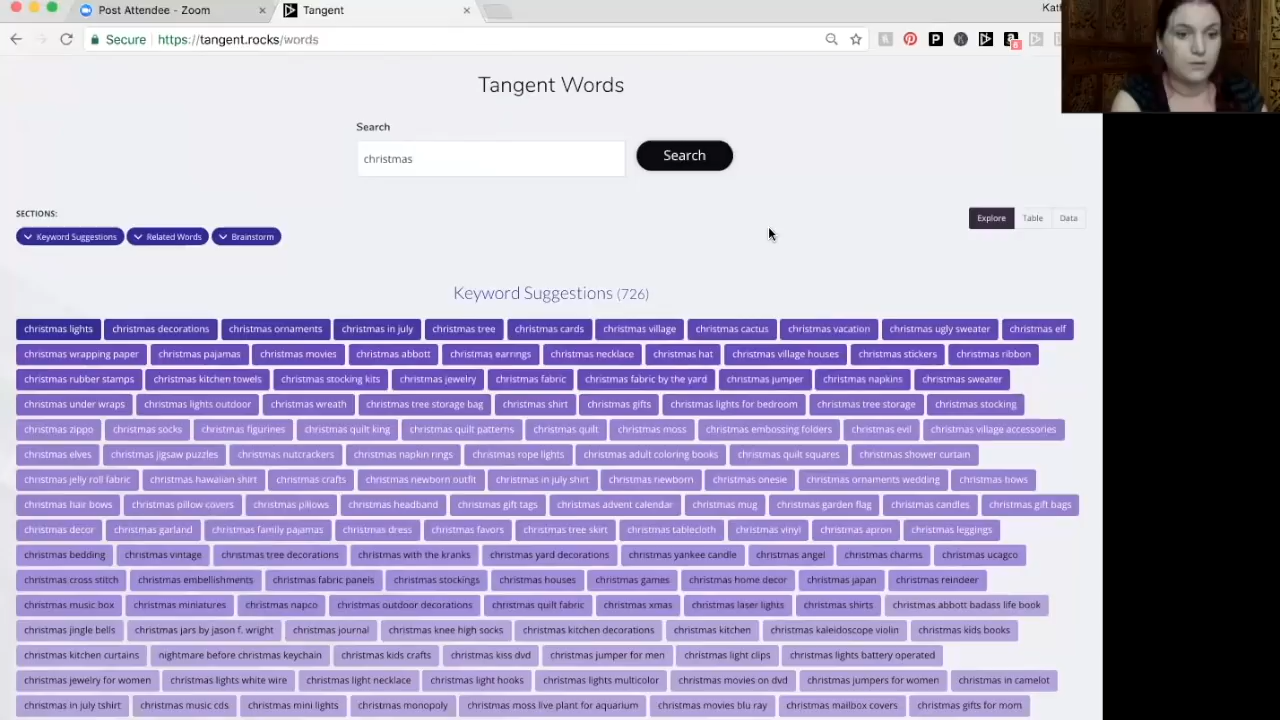 Post Attendee - Zoom
Tangent
Kath
Secure
https://tangent.rocks/words
Tangent Words
Search
christmas
Search
SECTIONS:
Keyword Suggestions
Related Words
Brainstorm
Explore
Table
Data
Keyword Suggestions (726)
christmas lights christmas decorations christmas ornaments christmas in july christmas tree christmas cards christmas village christmas cactus christmas vacation christmas ugly sweater christmas elf
christmas wrapping paper christmas pajamas christmas movies christmas abbott christmas earrings christmas necklace christmas hat christmas village houses christmas stickers christmas ribbon
christmas rubber stamps christmas kitchen towels christmas stocking kits christmas jewelry christmas fabric christmas fabric by the yard christmas jumper christmas napkins christmas sweater
christmas under wraps christmas lights outdoor christmas wreath christmas tree storage bag christmas shirt christmas gifts christmas lights for bedroom christmas tree storage christmas stocking
christmas zippo christmas socks christmas figurines christmas quilt king christmas quilt patterns christmas quilt christmas moss christmas embossing folders christmas evil christmas village accessories
christmas elves christmas jigsaw puzzles christmas nutcrackers christmas napkin rings christmas rope lights christmas adult coloring books christmas quilt squares christmas shower curtain
christmas jelly roll fabric christmas hawaiian shirt christmas crafts christmas newborn outfit christmas in july shirt christmas newborn christmas onesie christmas ornaments wedding christmas bows
christmas hair bows christmas pillow covers christmas pillows christmas headband christmas gift tags christmas advent calendar christmas mug christmas garden flag christmas candles christmas gift bags
christmas decor christmas garland christmas family pajamas christmas dress christmas favors christmas tree skirt christmas tablecloth christmas vinyl christmas apron christmas leggings
christmas bedding christmas vintage christmas tree decorations christmas with the kranks christmas yard decorations christmas yankee candle christmas angel christmas charms christmas ucagco
christmas cross stitch christmas embellishments christmas fabric panels christmas stockings christmas houses christmas games christmas home decor christmas japan christmas reindeer
christmas music box christmas miniatures christmas napco christmas outdoor decorations christmas quilt fabric christmas xmas christmas laser lights christmas shirts christmas abbott badass life book
christmas jingle bells christmas jars by jason f. wright christmas journal christmas knee high socks christmas kitchen decorations christmas kitchen christmas kaleidoscope violin christmas kids books
christmas kitchen curtains nightmare before christmas keychain christmas kids crafts christmas kiss dvd christmas jumper for men christmas light clips christmas lights battery operated
christmas jewelry for women christmas lights white wire christmas light necklace christmas light hooks christmas lights multicolor christmas movies on dvd christmas jumpers for women christmas in camelot
christmas in july tshirt christmas music cds christmas mini lights christmas monopoly christmas moss live plant for aquarium christmas movies blu ray christmas mailbox covers christmas gifts for mom